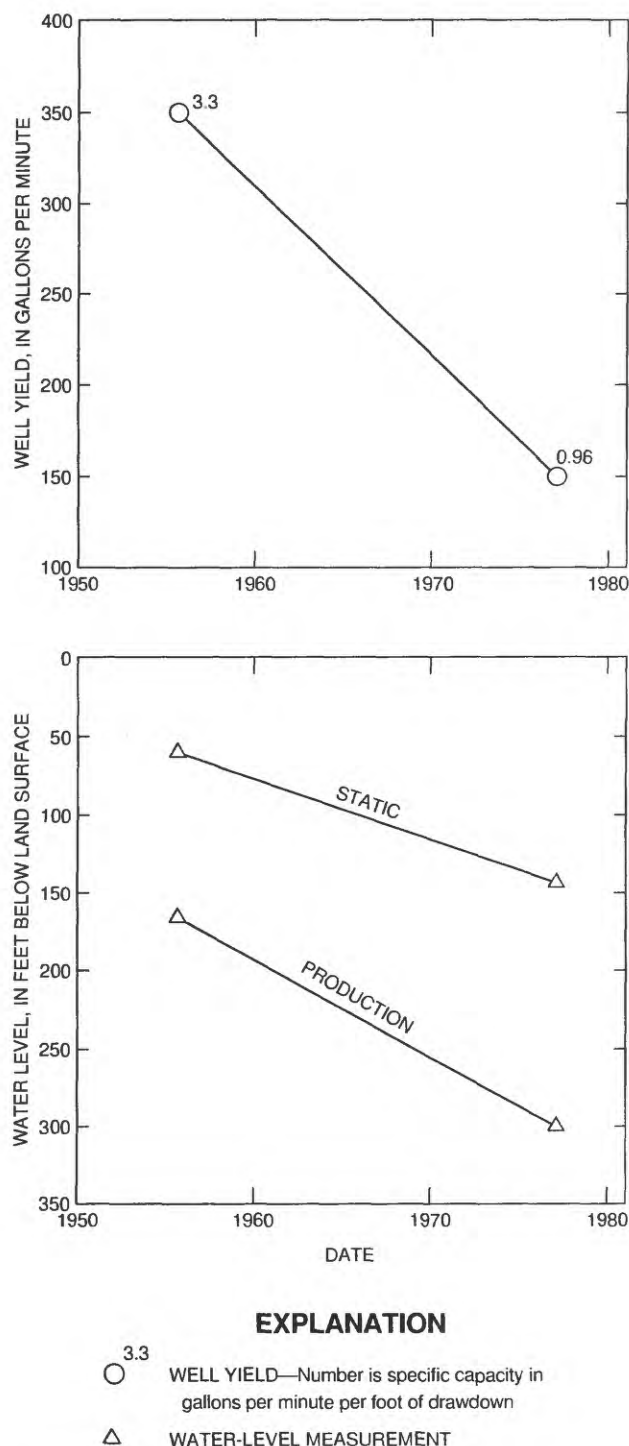 400
350
300
250
200
150
100
WELL YIELD, IN GALLONS PER MINUTE
3.3
0.96
1950
1960
1970
1980
0
50
100
150
200
250
300
350
WATER LEVEL, IN FEET BELOW LAND SURFACE
STATIC
PRODUCTION
1950
1960
1970
1980
DATE
EXPLANATION
3.3
WELL YIELD—Number is specific capacity in
gallons per minute per foot of drawdown
WATER-LEVEL MEASUREMENT